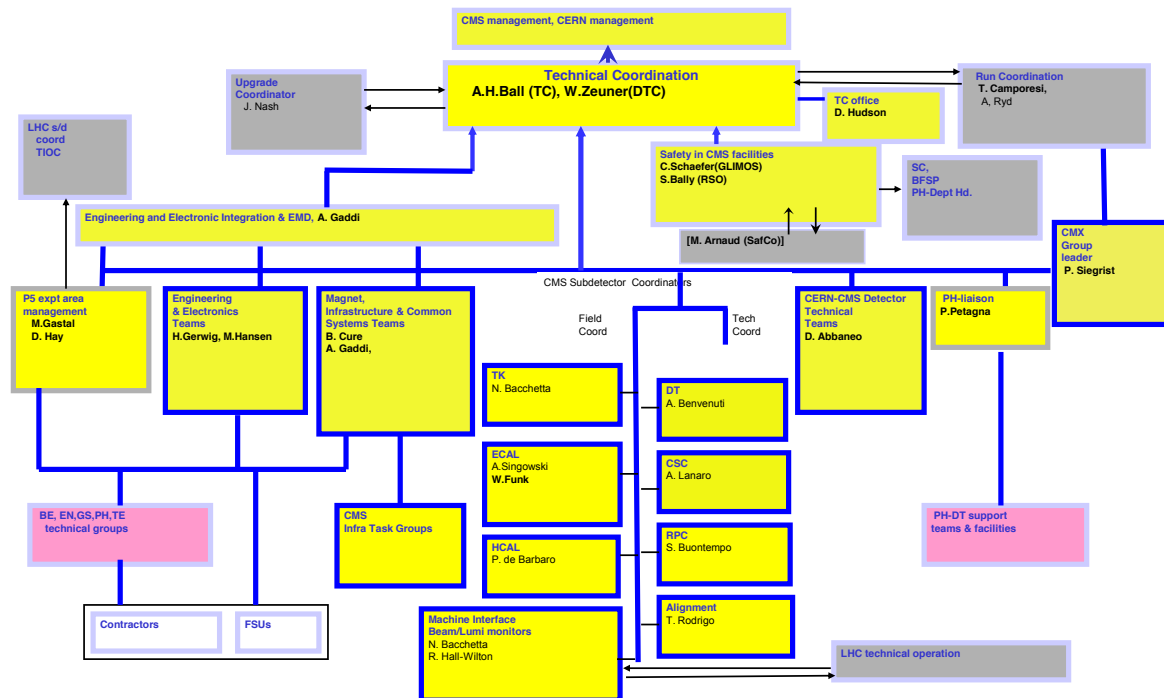 CMS management, CERN management
Technical Coordination
A.H.Ball (TC), W.Zeuner(DTC)
Upgrade
Coordinator
J. Nash
Run Coordination
T. Camporesi,
A, Ryd
TC office
D. Hudson
LHC s/d
coord
TIOC
Safety in CMS facilities
C.Schaefer(GLIMOS)
S.Bally (RSO)
SC,
BFSP
PH-Dept Hd.
Engineering and Electronic Integration & EMD, A. Gaddi
[M. Arnaud (SafCo)]
CMX
Group
leader
P. Siegrist
CMS Subdetector Coordinators
P5 expt area
management
M.Gastal
D. Hay
Engineering
& Electronics
Teams
H.Gerwig, M.Hansen
Magnet,
Infrastructure & Common
Systems Teams
B. Cure
A. Gaddi,
Field
Coord
Tech
Coord
CERN-CMS Detector
Technical
Teams
D. Abbaneo
PH-liaison
P.Petagna
TK
N. Bacchetta
DT
A. Benvenuti
ECAL
A.Singowski
W.Funk
CSC
A. Lanaro
BE, EN,GS,PH,TE
technical groups
CMS
Infra Task Groups
HCAL
P. de Barbaro
RPC
S. Buontempo
PH-DT support
teams & facilities
Contractors
FSUs
Machine Interface
Beam/Lumi monitors
N. Bacchetta
R. Hall-Wilton
Alignment
T. Rodrigo
LHC technical operation